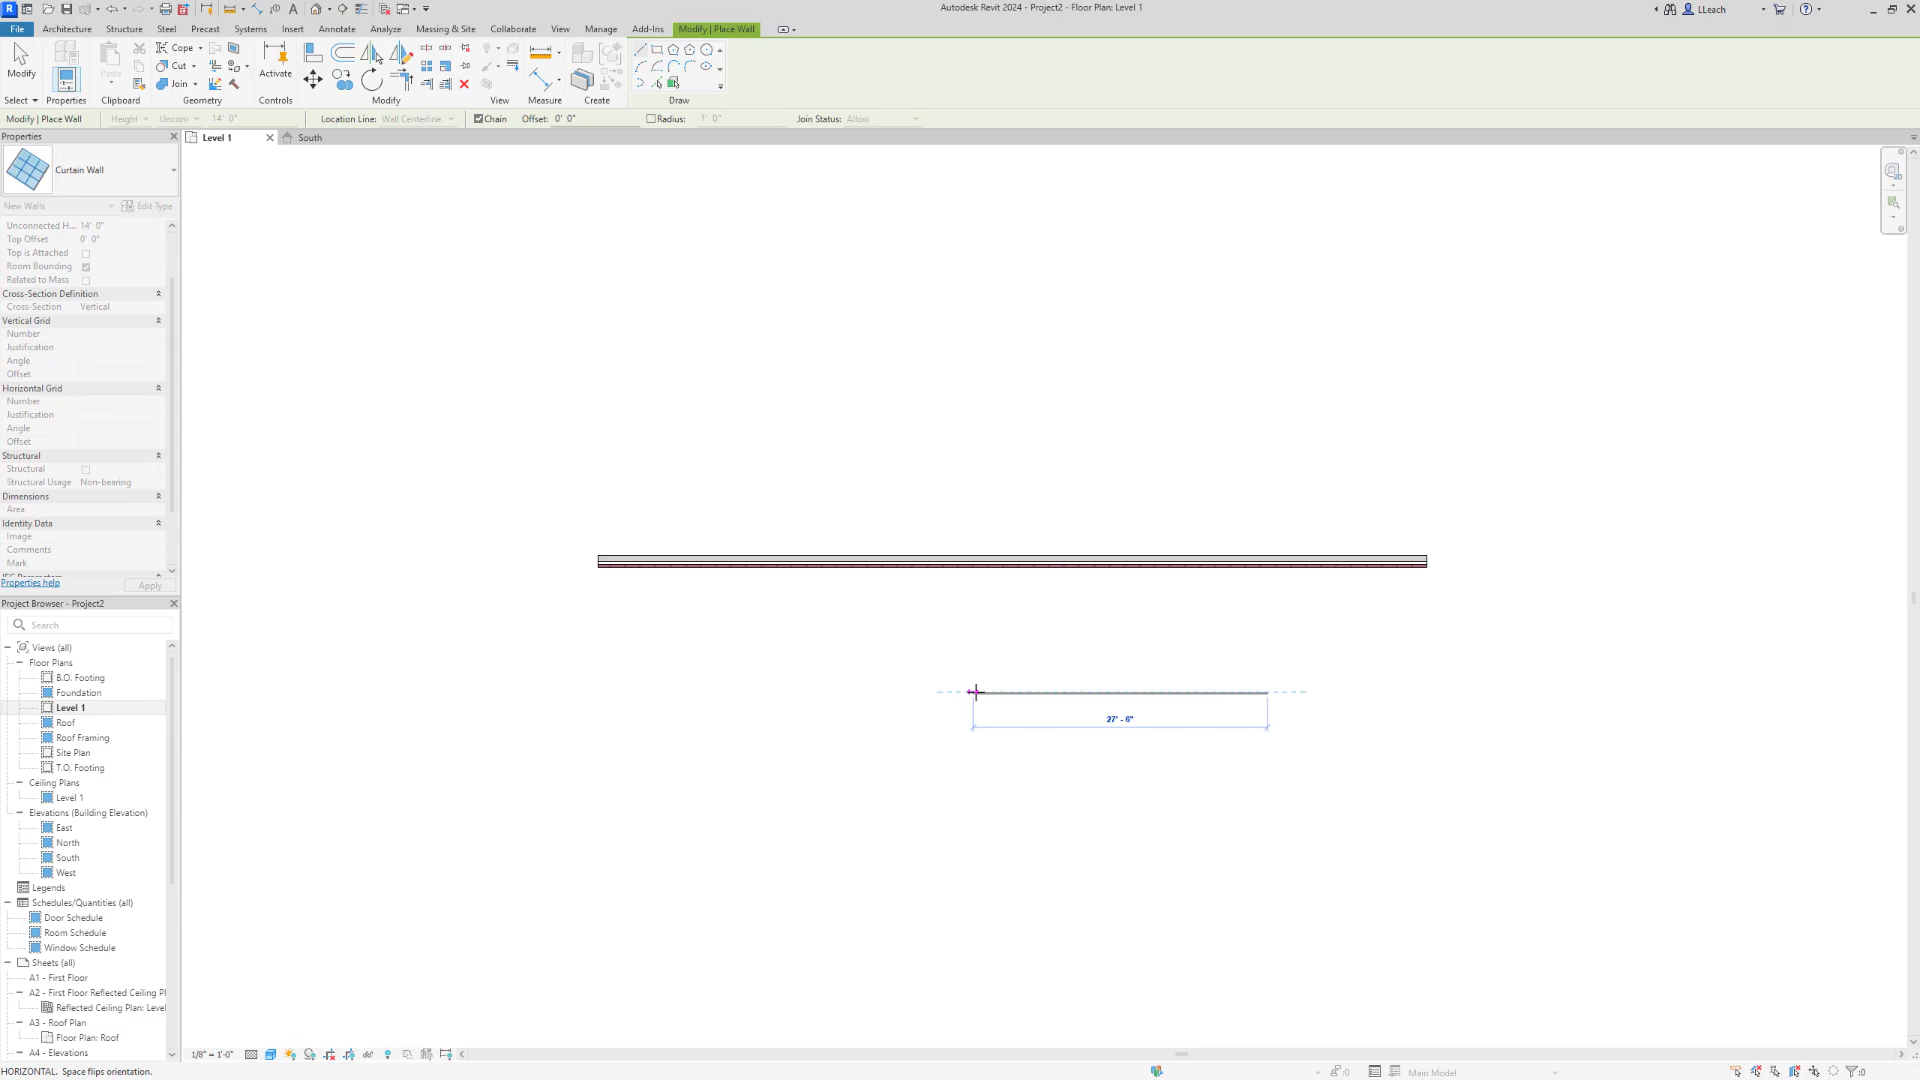 Autodesk Revit 2024 - Project2 - Floor Plan: Level 1
LLeach
File Architecture Structure Steel Precast Systems Insert Annotate Analyze Massing & Site Collaborate View Manage Add-Ins Modify | Place Wall
Modify
Paste
Cope
Cut
Join
Activate
Select Properties Clipboard Geometry Controls Modify View Measure Create Draw
Modify | Place Wall Height Unconi 14' 0" Location Line: Wall Centerline Chain Offset: 0' 0" Radius: 1' 0" Join Status: Allow
Properties
Level 1
South
Curtain Wall
New Walls
Edit Type
Unconnected H... 14' 0"
Top Offset 0' 0"
Top is Attached
Room Bounding
Related to Mass
Cross-Section Definition
Cross-Section Vertical
Vertical Grid
Number
Justification
Angle
Offset
Horizontal Grid
Number
Justification
Angle
Offset
Structural
Structural
Structural Usage Non-bearing
Dimensions
Area
Identity Data
Image
Comments
Mark
Properties help
Apply
Project Browser - Project2
Search
Views (all)
Floor Plans
B.O. Footing
Foundation
Level 1
Roof
Roof Framing
Site Plan
T.O. Footing
Ceiling Plans
Level 1
Elevations (Building Elevation)
East
North
South
West
Legends
Schedules/Quantities (all)
Door Schedule
Room Schedule
Window Schedule
Sheets (all)
A1 - First Floor
A2 - First Floor Reflected Ceiling Pl
Reflected Ceiling Plan: Level
A3 - Roof Plan
Floor Plan: Roof
A4 - Elevations
27' - 6"
1/8" = 1'-0"
HORIZONTAL. Space flips orientation.
:0
Main Model
:0